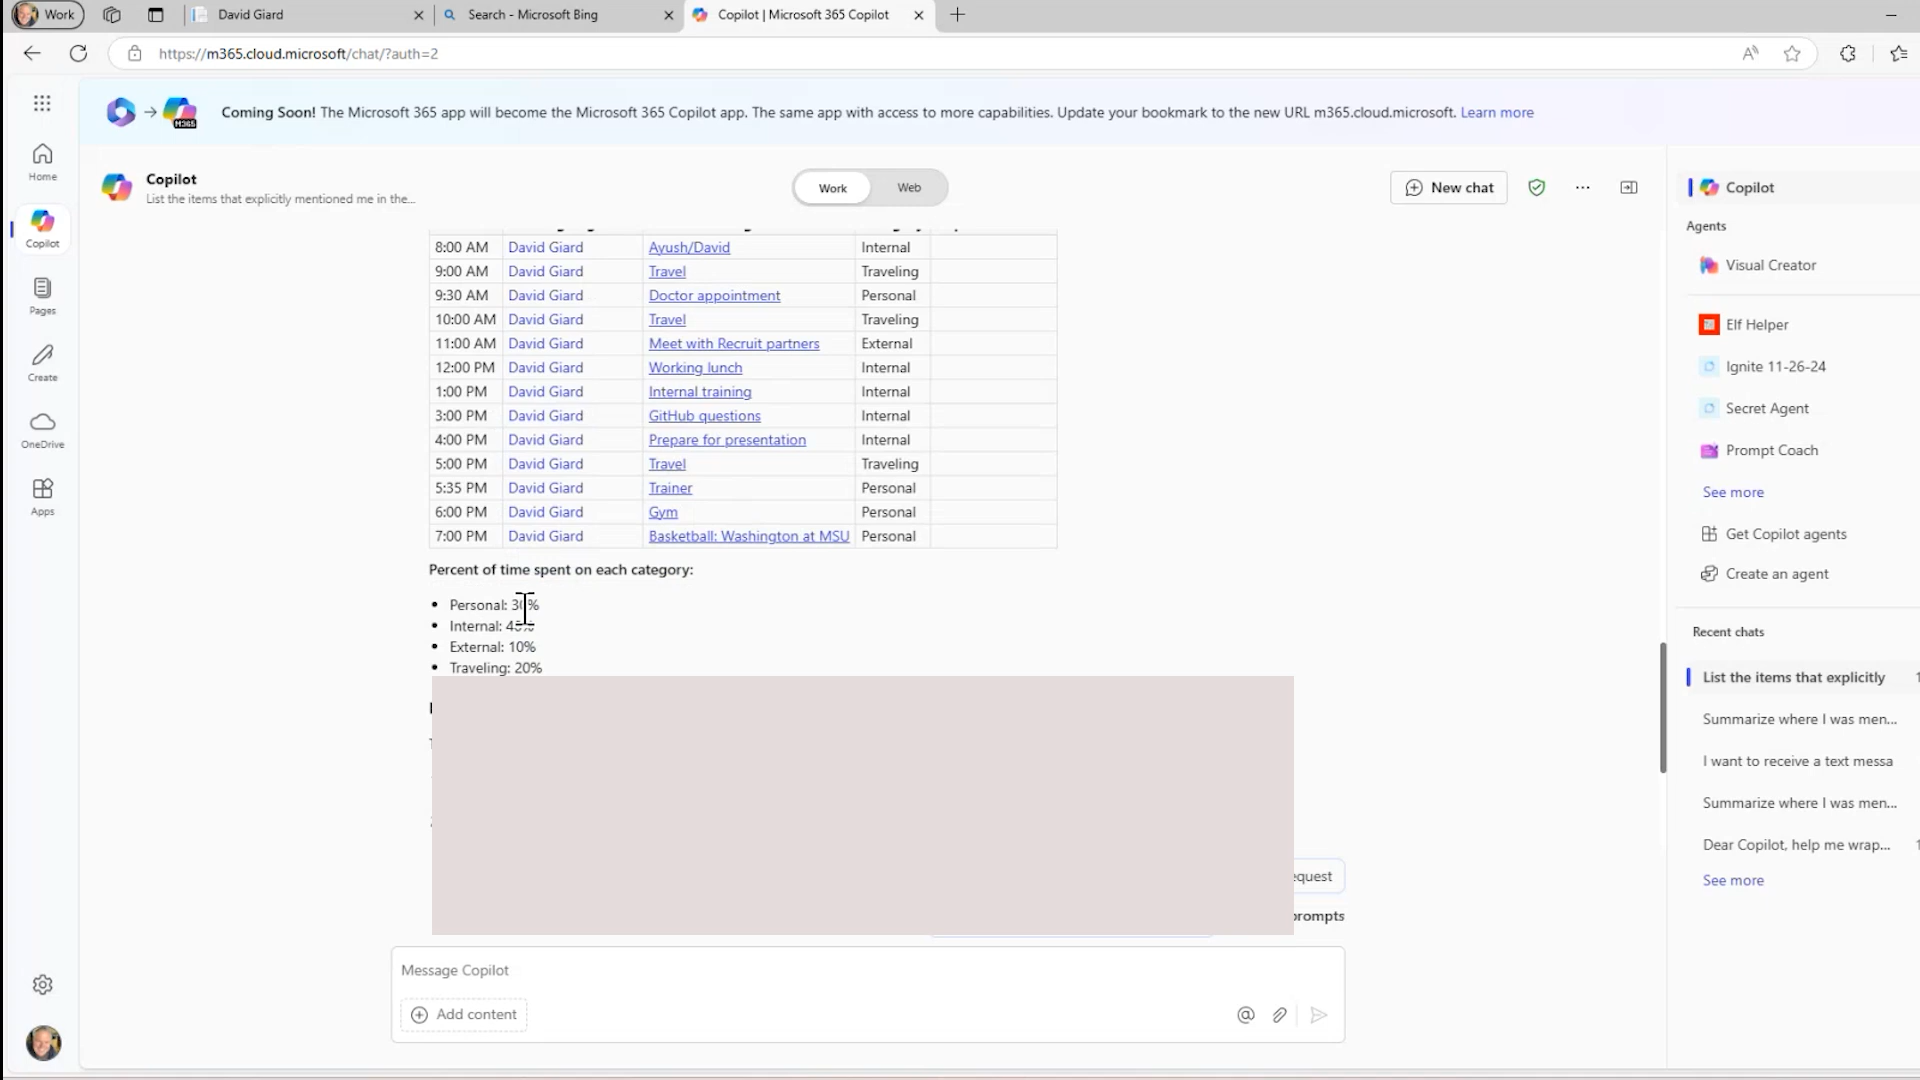 Work
David Giard
Search - Microsoft Bing
Copilot | Microsoft 365 Copilot
https://m365.cloud.microsoft/chat/?auth=2
M365
Coming Soon! The Microsoft 365 app will become the Microsoft 365 Copilot app. The same app with access to more capabilities. Update your bookmark to the new URL m365.cloud.microsoft. Learn more
Home
Copilot
Pages
Create
OneDrive
Apps
Copilot
List the items that explicitly mentioned me in the...
Work Web
New chat
8:00 AM David Giard Ayush/David Internal
9:00 AM David Giard Travel Traveling
9:30 AM David Giard Doctor appointment Personal
10:00 AM David Giard Travel Traveling
11:00 AM David Giard Meet with Recruit partners External
12:00 PM David Giard Working lunch Internal
1:00 PM David Giard Internal training Internal
3:00 PM David Giard GitHub questions Internal
4:00 PM David Giard Prepare for presentation Internal
5:00 PM David Giard Travel Traveling
5:35 PM David Giard Trainer Personal
6:00 PM David Giard Gym Personal
7:00 PM David Giard Basketball: Washington at MSU Personal
Percent of time spent on each category:
• Personal:
• Internal:
• External: 10%
• Traveling: 20%
equest
prompts
Message Copilot
Add content
Copilot
Agents
Visual Creator
Elf Helper
Ignite 11-26-24
Secret Agent
Prompt Coach
See more
Get Copilot agents
Create an agent
Recent chats
List the items that explicitly
Summarize where I was men...
I want to receive a text messa
Summarize where I was men...
Dear Copilot, help me wrap...
See more